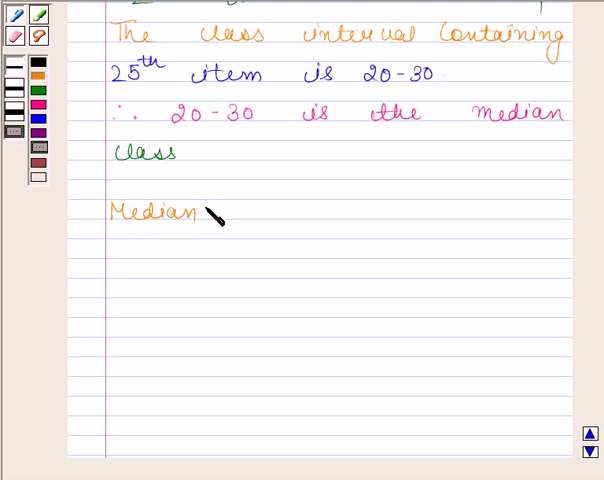 The class interval Containing
25th item is 20-30
∴ 20-30 is the median
class
Median